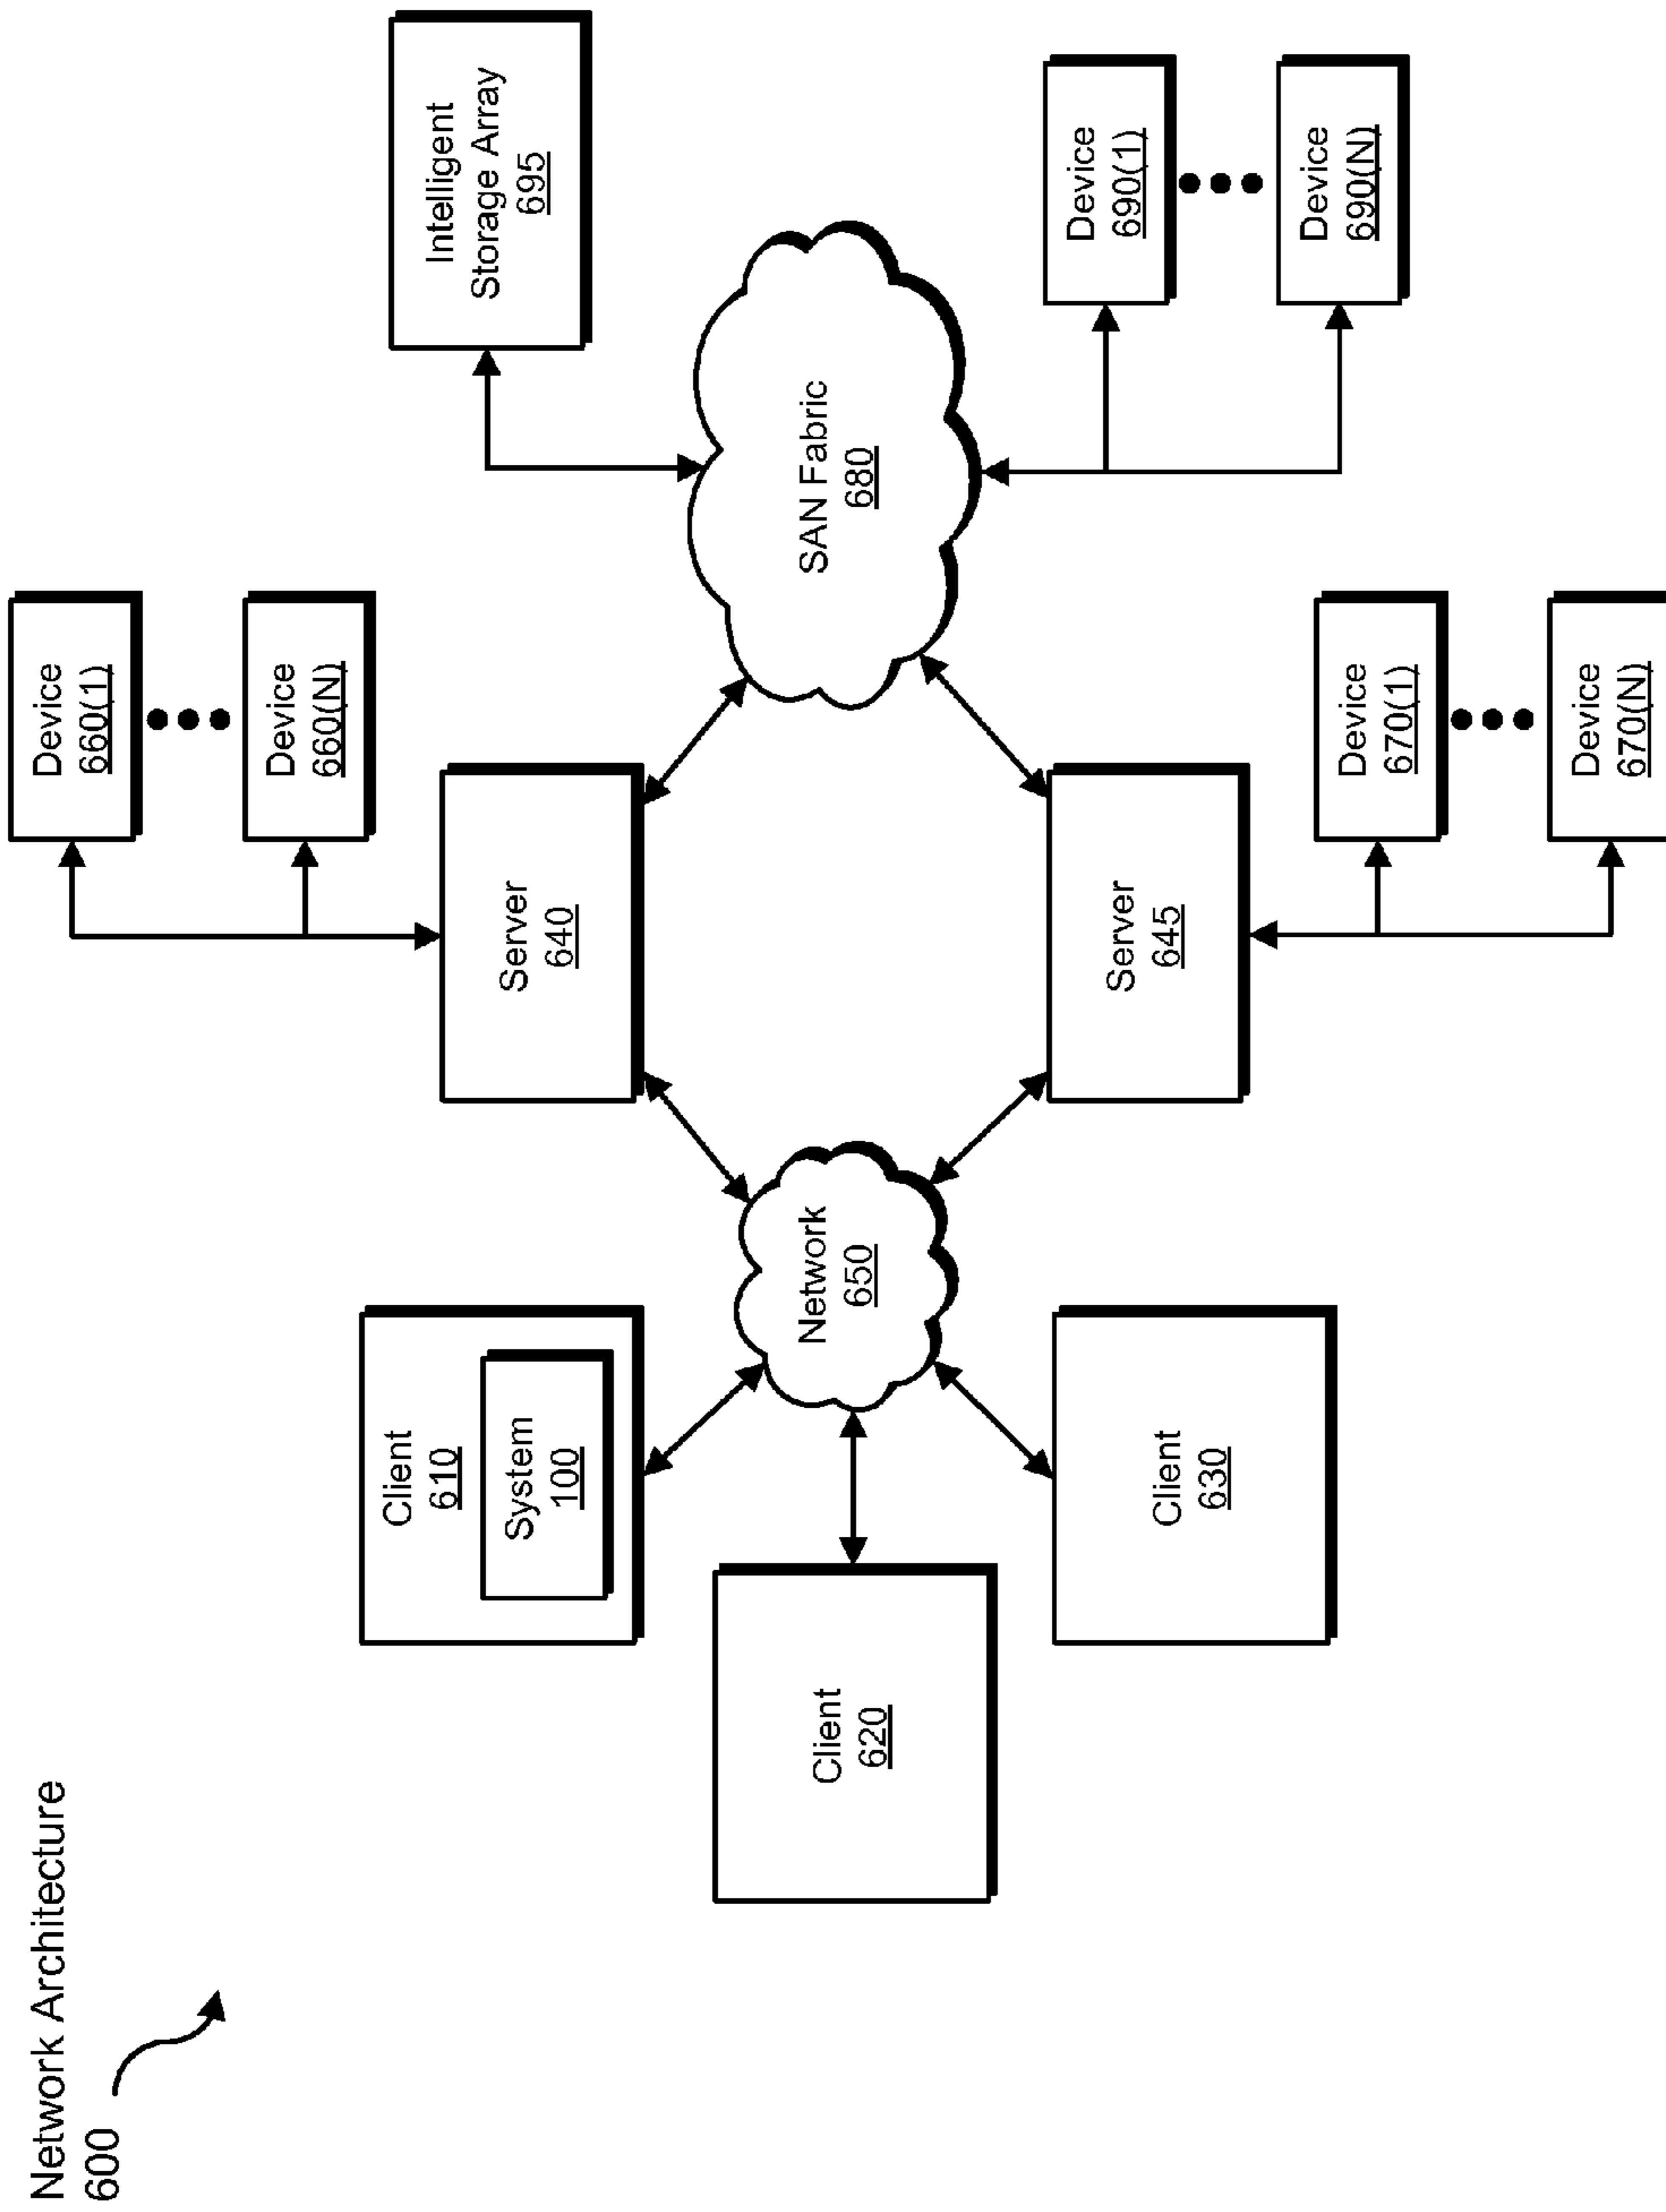 Network Architecture
600
Client
610
System
100
Client
620
Client
630
Network
650
Server
640
Server
645
Device
660(1)
Device
660(N)
Device
670(1)
Device
670(N)
SAN Fabric
680
Intelligent
Storage Array
695
Device
690(1)
Device
690(N)